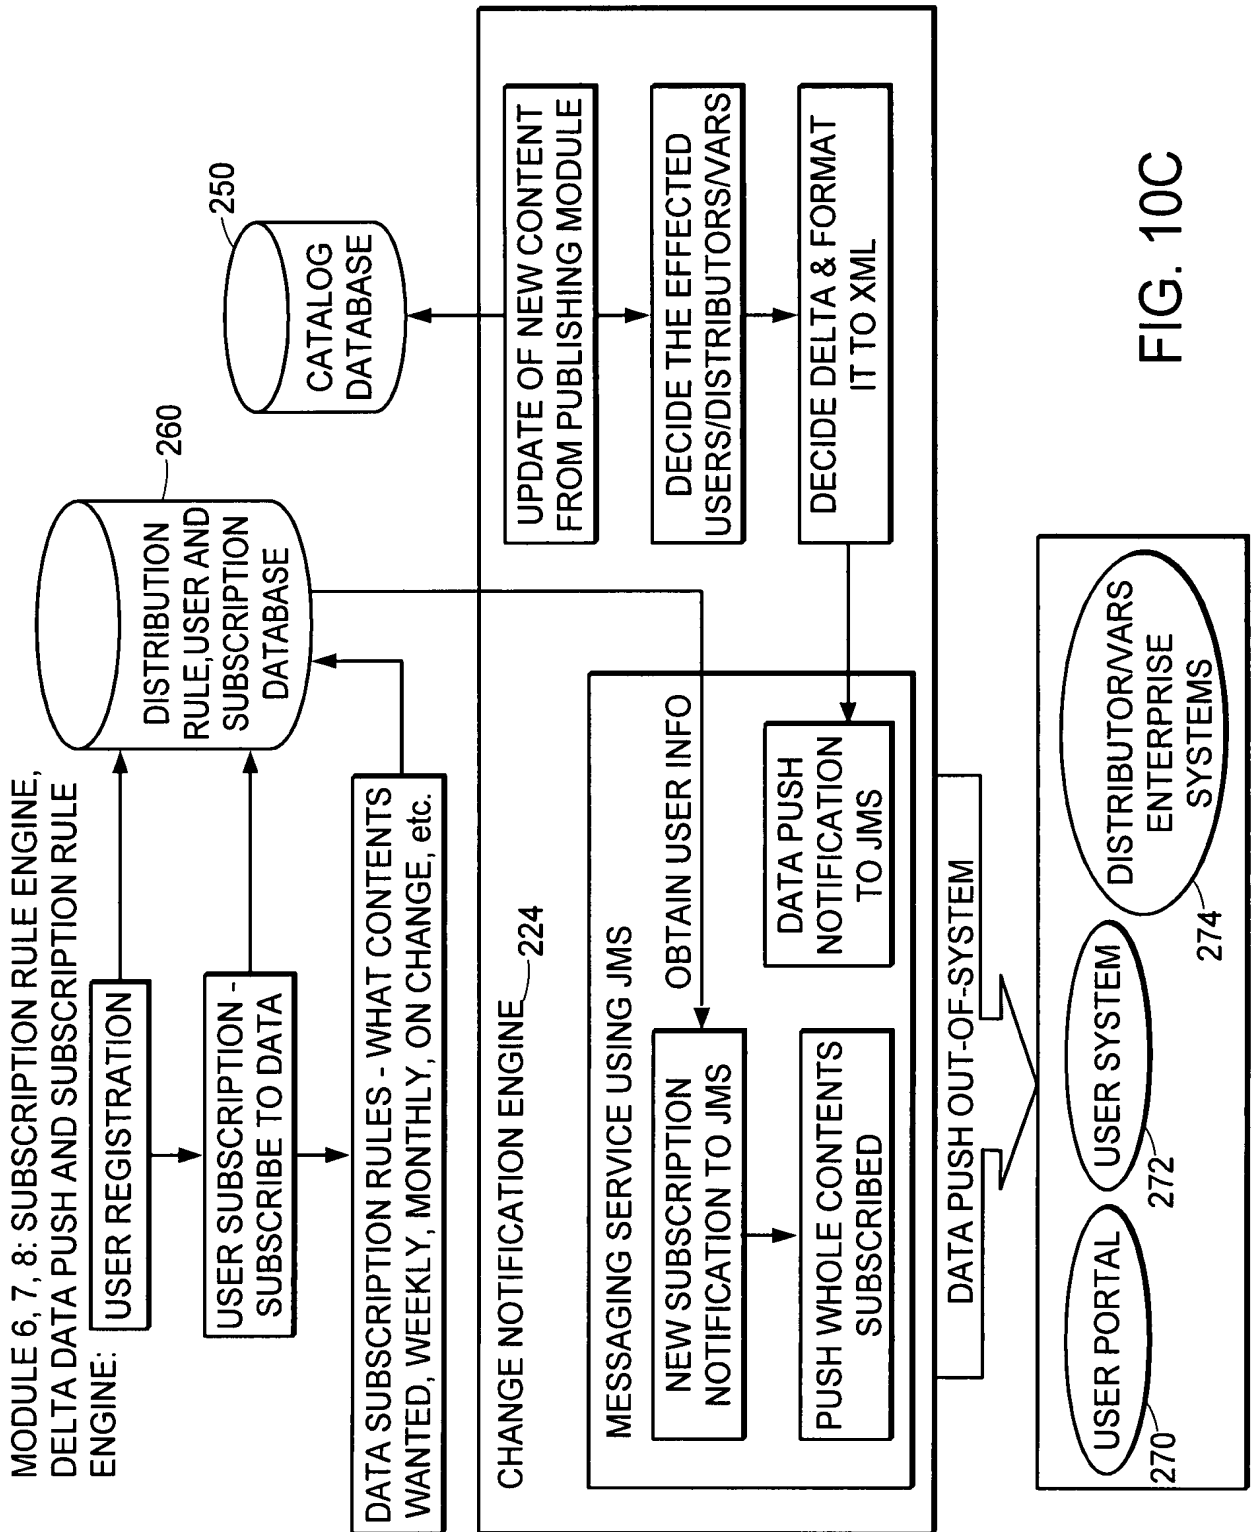 MODULE 6, 7, 8: SUBSCRIPTION RULE ENGINE,
DELTA DATA PUSH AND SUBSCRIPTION RULE
ENGINE:
USER REGISTRATION
USER SUBSCRIPTION -
SUBSCRIBE TO DATA
DATA SUBSCRIPTION RULES - WHAT CONTENTS
WANTED, WEEKLY, MONTHLY, ON CHANGE, etc.
DISTRIBUTION
RULE,USER AND
SUBSCRIPTION
DATABASE
260
CATALOG
DATABASE
250
CHANGE NOTIFICATION ENGINE
224
MESSAGING SERVICE USING JMS
OBTAIN USER INFO
NEW SUBSCRIPTION
NOTIFICATION TO JMS
PUSH WHOLE CONTENTS
SUBSCRIBED
DATA PUSH
NOTIFICATION
TO JMS
UPDATE OF NEW CONTENT
FROM PUBLISHING MODULE
DECIDE THE EFFECTED
USERS/DISTRIBUTORS/VARS
DECIDE DELTA & FORMAT
IT TO XML
DATA PUSH OUT-OF-SYSTEM
USER PORTAL
270
USER SYSTEM
272
DISTRIBUTOR/VARS
ENTERPRISE
SYSTEMS
274
FIG. 10C